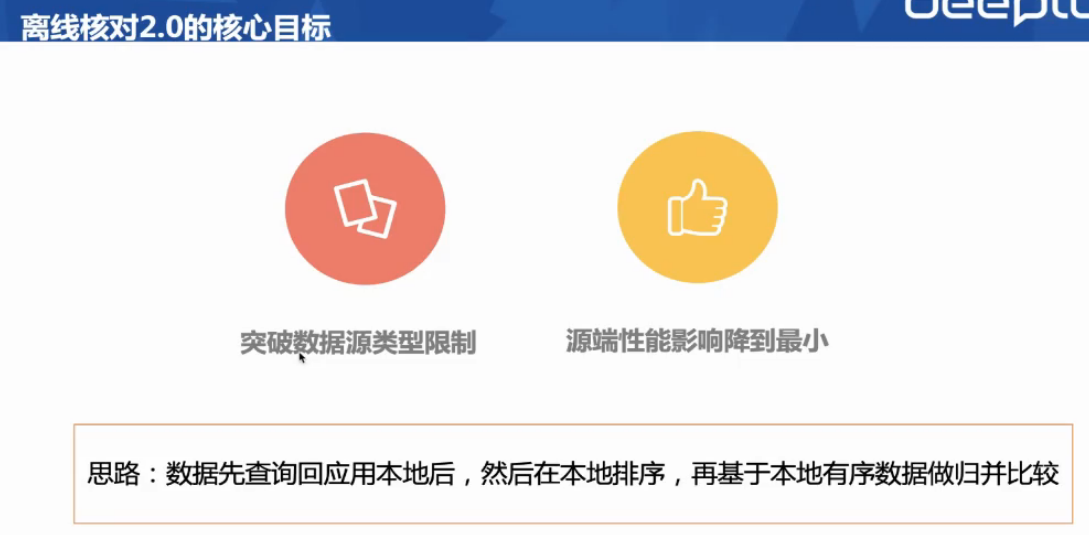 离线核对2.0的核心目标
突破数据源类型限制
源端性能影响降到最小
思路：数据先查询回应用本地后，然后在本地排序，再基于本地有序数据做归并比较